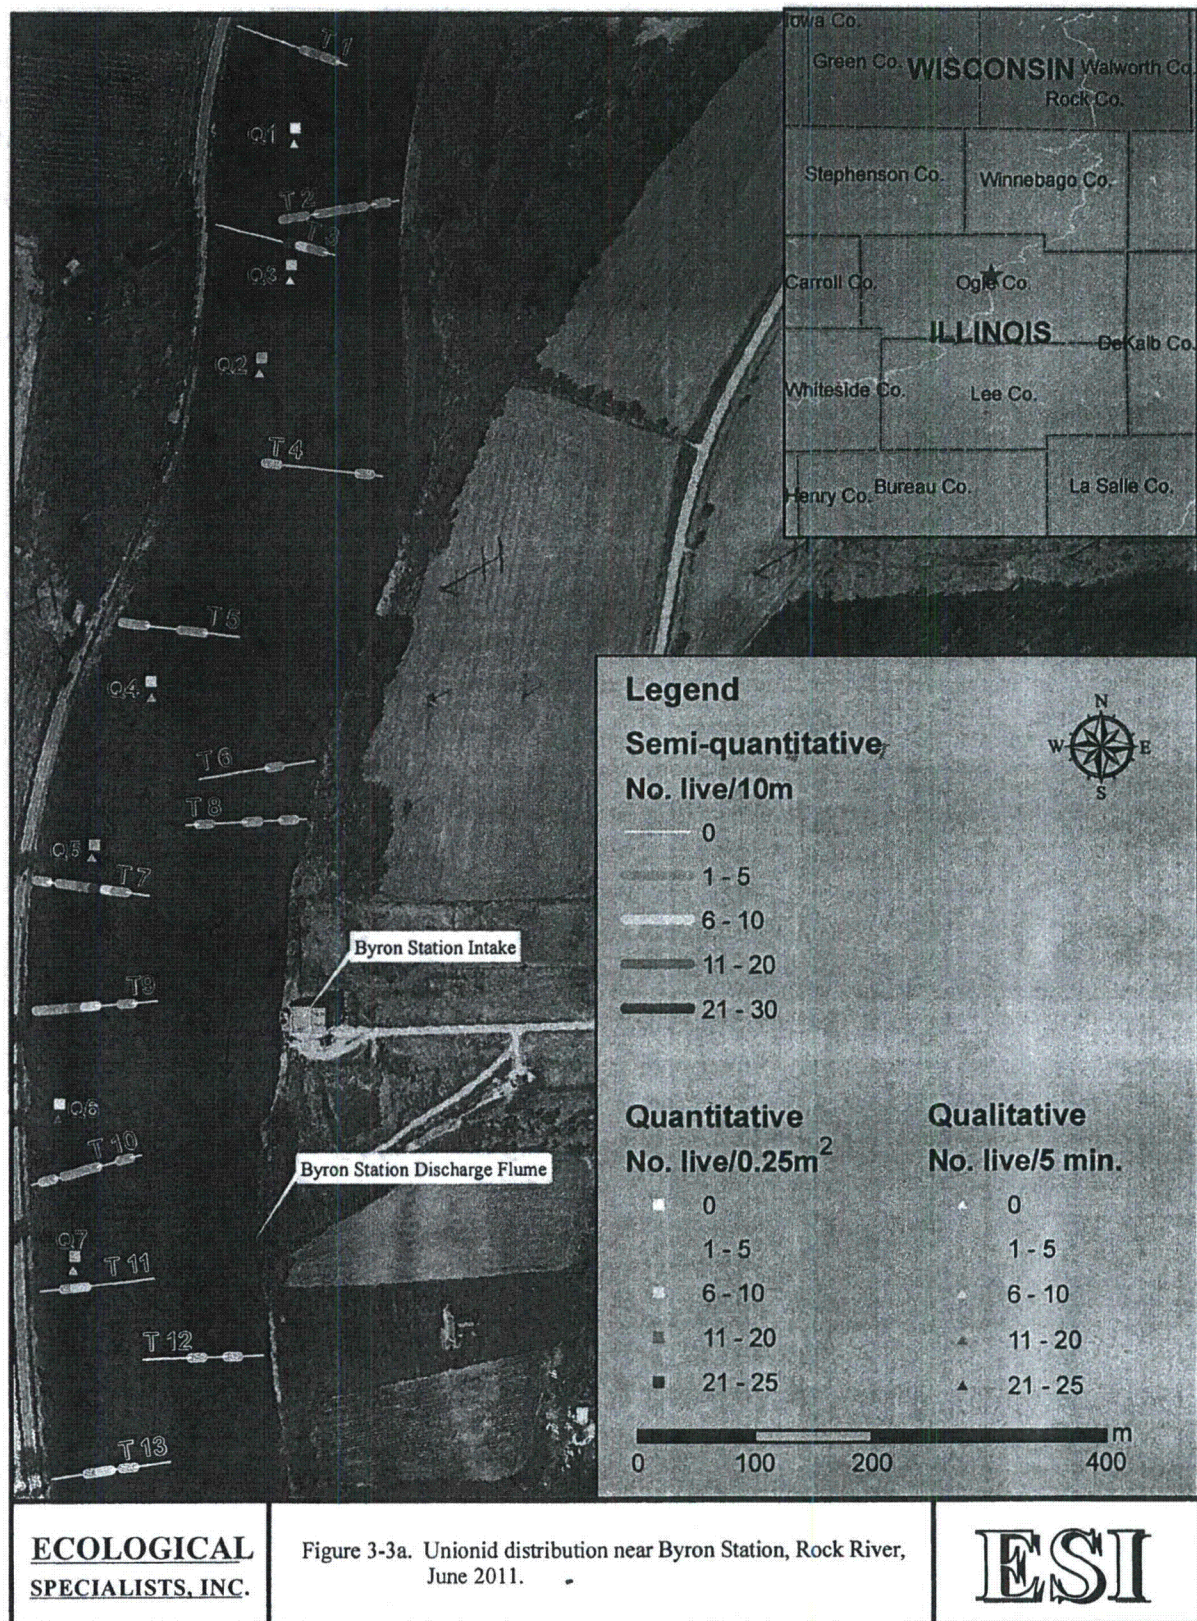 T 1
Q1
T 2
T 3
Q3
Q2
T 4
T 5
Q4
T 6
T 8
Q5
T 7
Byron Station Intake
T9
Q6
T 10
Byron Station Discharge Flume
Q7
T 11
T 12
T 13
Iowa Co.
Green Co.
WISCONSIN
Walworth Co.
Rock Co.
Stephenson Co.
Winnebago Co.
Carroll Co.
Ogle Co.
ILLINOIS
DeKalb Co.
Whiteside Co.
Lee Co.
Henry Co.
Bureau Co.
La Salle Co.
Legend
Semi-quantitative
No. live/10m
0
1 - 5
6 - 10
11 - 20
21 - 30
N
W
E
S
Quantitative
No. live/0.25m²
0
1 - 5
6 - 10
11 - 20
21 - 25
Qualitative
No. live/5 min.
0
1 - 5
6 - 10
11 - 20
21 - 25
m
0 100 200 400
ECOLOGICAL
SPECIALISTS, INC.
Figure 3-3a. Unionid distribution near Byron Station, Rock River,
June 2011.
ESI